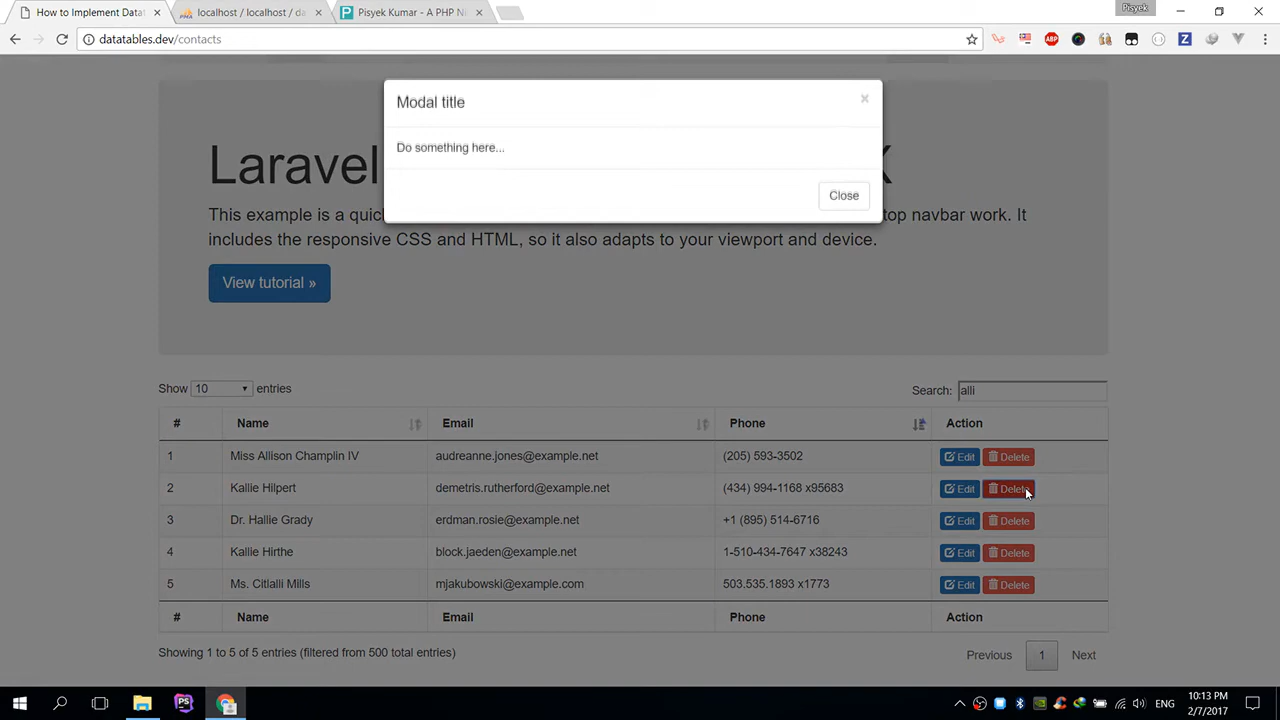 How to Implement Datat
localhost / localhost / da
Pisyek Kumar - A PHP Ni
Pisyek
datatables.dev/contacts
ABP
Z
Modal title
×
Do something here...
Close
Laravel
X
This example is a quic
top navbar work. It
includes the responsive CSS and HTML, so it also adapts to your viewport and device.
View tutorial »
Show 10 entries
Search: alli
# Name Email Phone Action
1 Miss Allison Champlin IV audreanne.jones@example.net (205) 593-3502 Edit Delete
2 Kallie Hilpert demetris.rutherford@example.net (434) 994-1168 x95683 Edit Delete
3 Dr. Hallie Grady erdman.rosie@example.net +1 (895) 514-6716 Edit Delete
4 Kallie Hirthe block.jaeden@example.net 1-510-434-7647 x38243 Edit Delete
5 Ms. Citlalli Mills mjakubowski@example.com 503.535.1893 x1773 Edit Delete
# Name Email Phone Action
Showing 1 to 5 of 5 entries (filtered from 500 total entries)
Previous 1 Next
PS
ENG
10:13 PM
2/7/2017